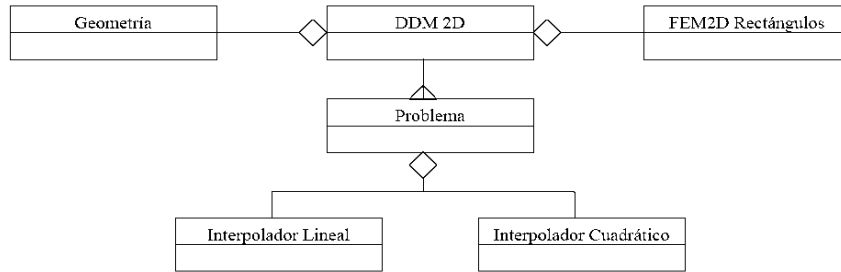 Geometría
DDM 2D
FEM2D Rectángulos
Problema
Interpolador Lineal
Interpolador Cuadrático